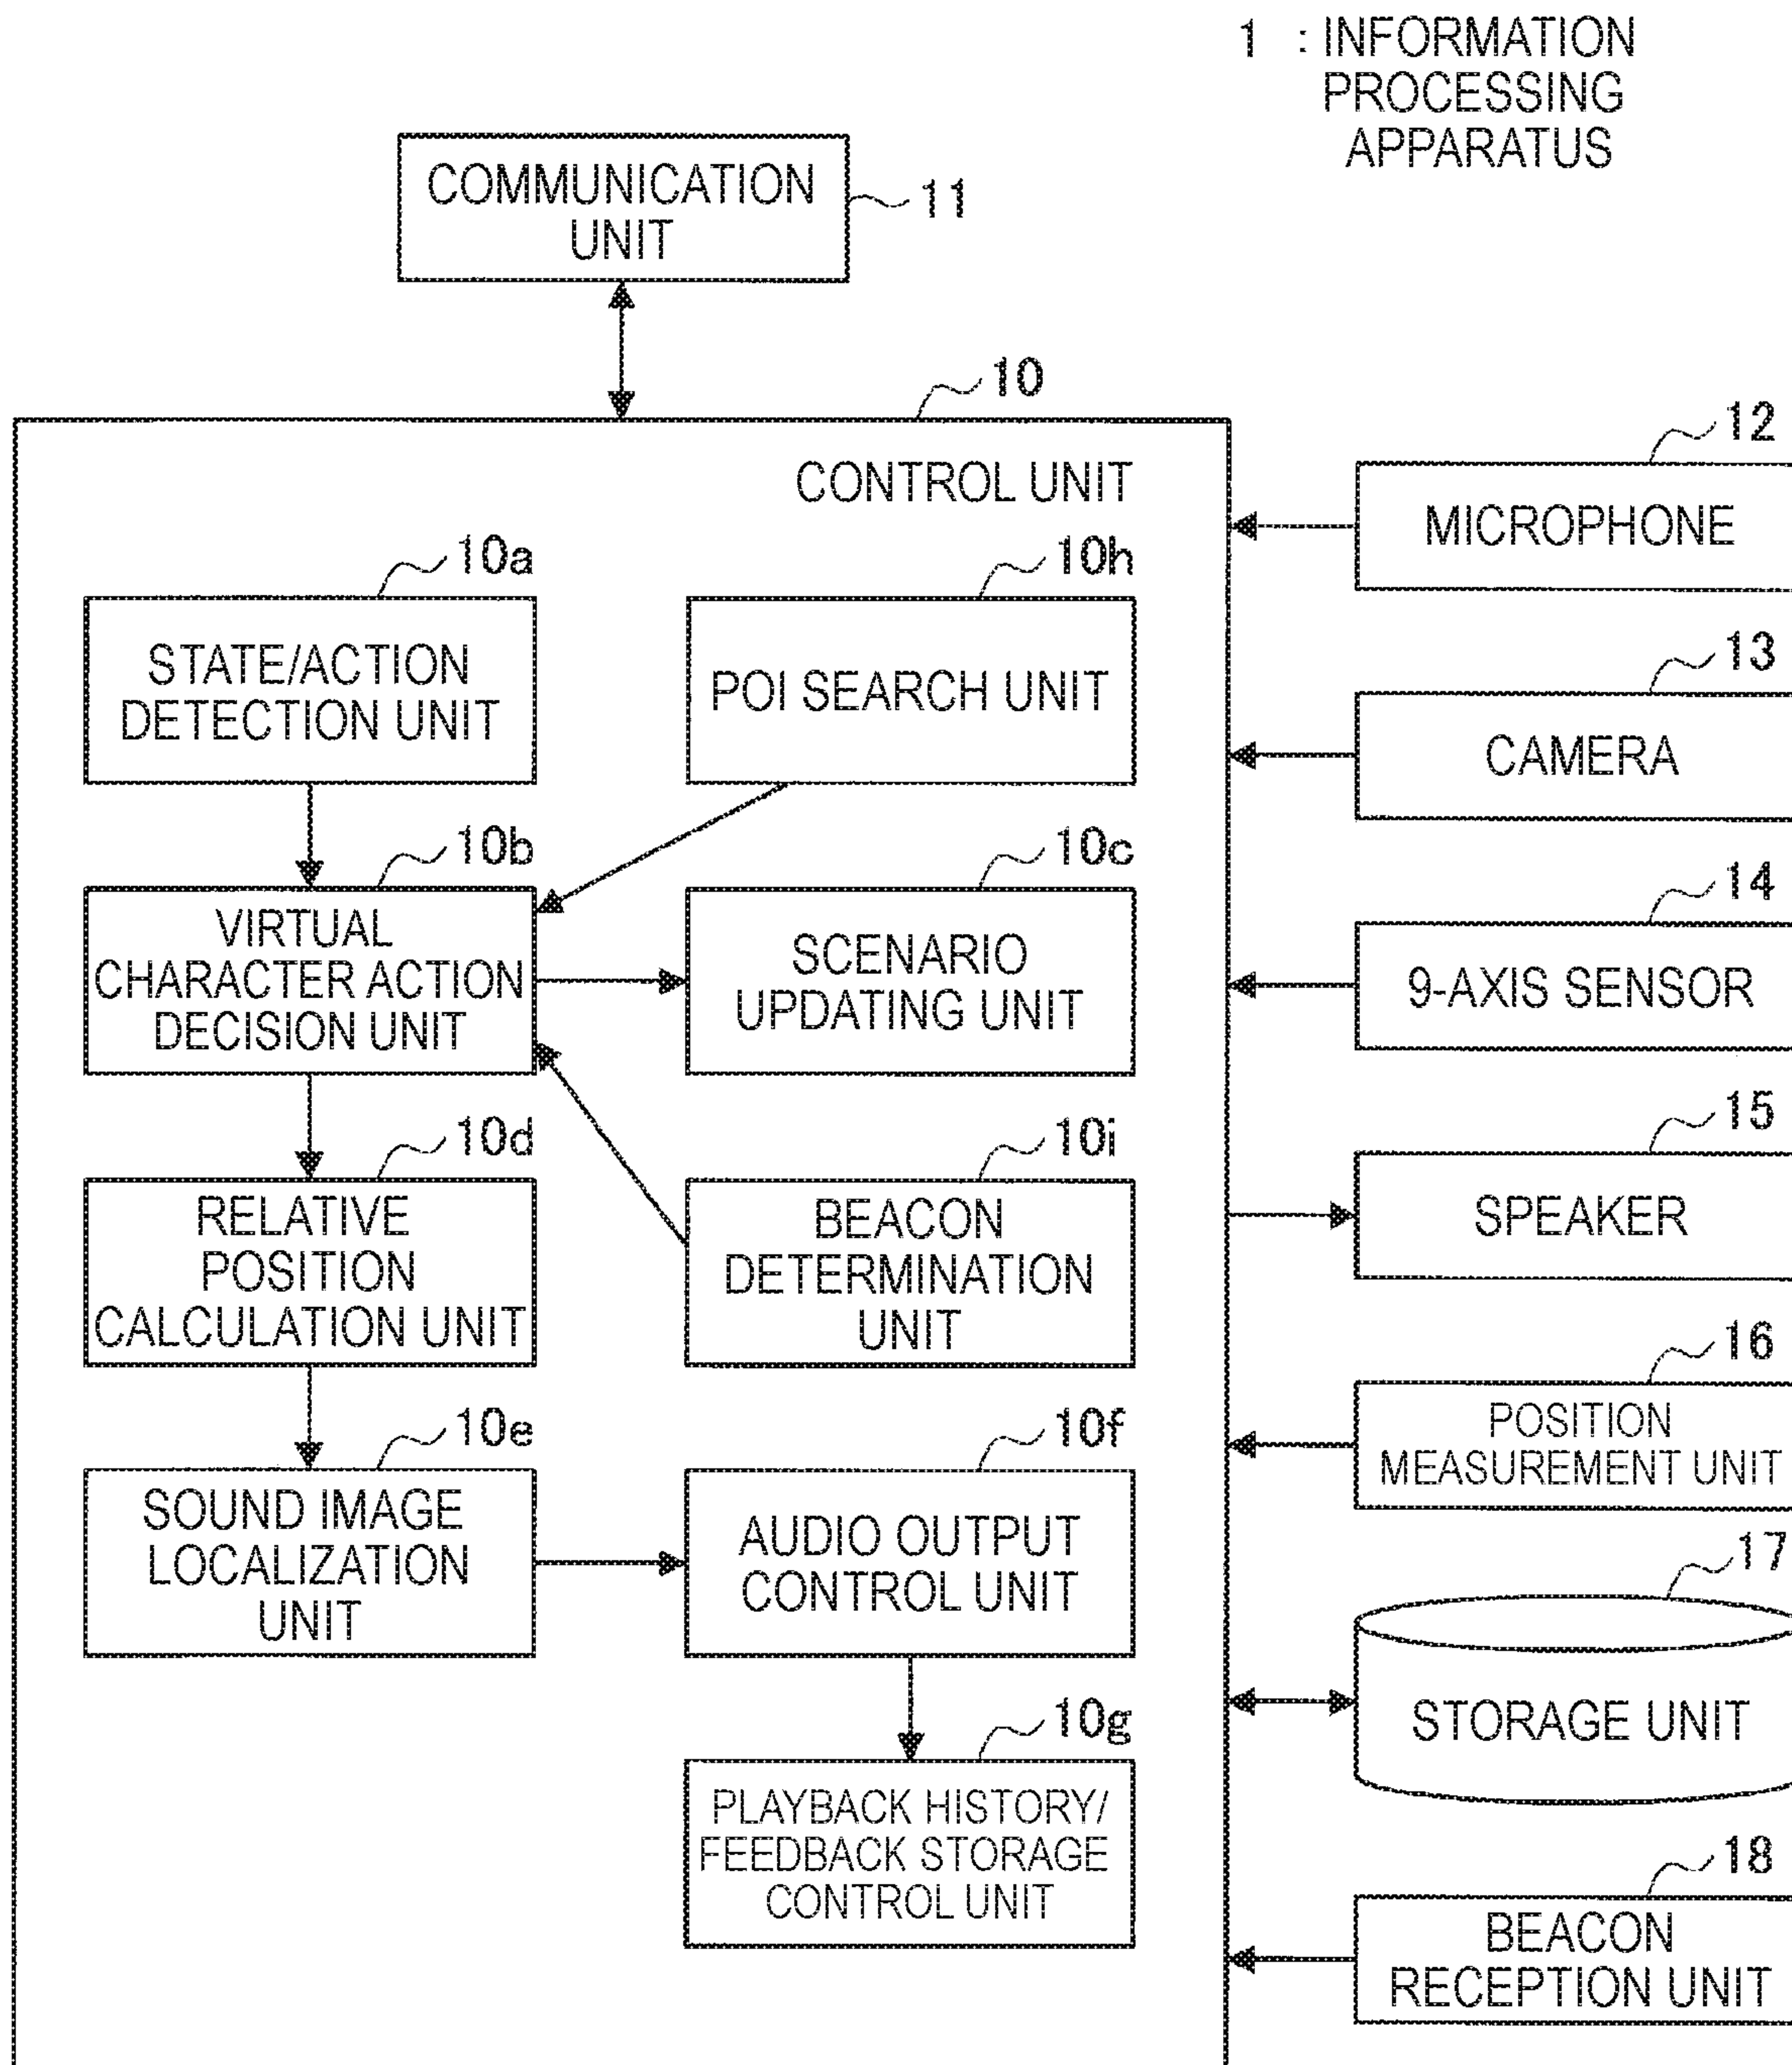 1 : INFORMATION
PROCESSING
APPARATUS
COMMUNICATION
UNIT
11
10
CONTROL UNIT
10a
STATE/ACTION
DETECTION UNIT
10h
POI SEARCH UNIT
10b
VIRTUAL
CHARACTER ACTION
DECISION UNIT
10c
SCENARIO
UPDATING UNIT
10d
RELATIVE
POSITION
CALCULATION UNIT
10i
BEACON
DETERMINATION
UNIT
10e
SOUND IMAGE
LOCALIZATION
UNIT
10f
AUDIO OUTPUT
CONTROL UNIT
10g
PLAYBACK HISTORY/
FEEDBACK STORAGE
CONTROL UNIT
12
MICROPHONE
13
CAMERA
14
9-AXIS SENSOR
15
SPEAKER
16
POSITION
MEASUREMENT UNIT
17
STORAGE UNIT
18
BEACON
RECEPTION UNIT